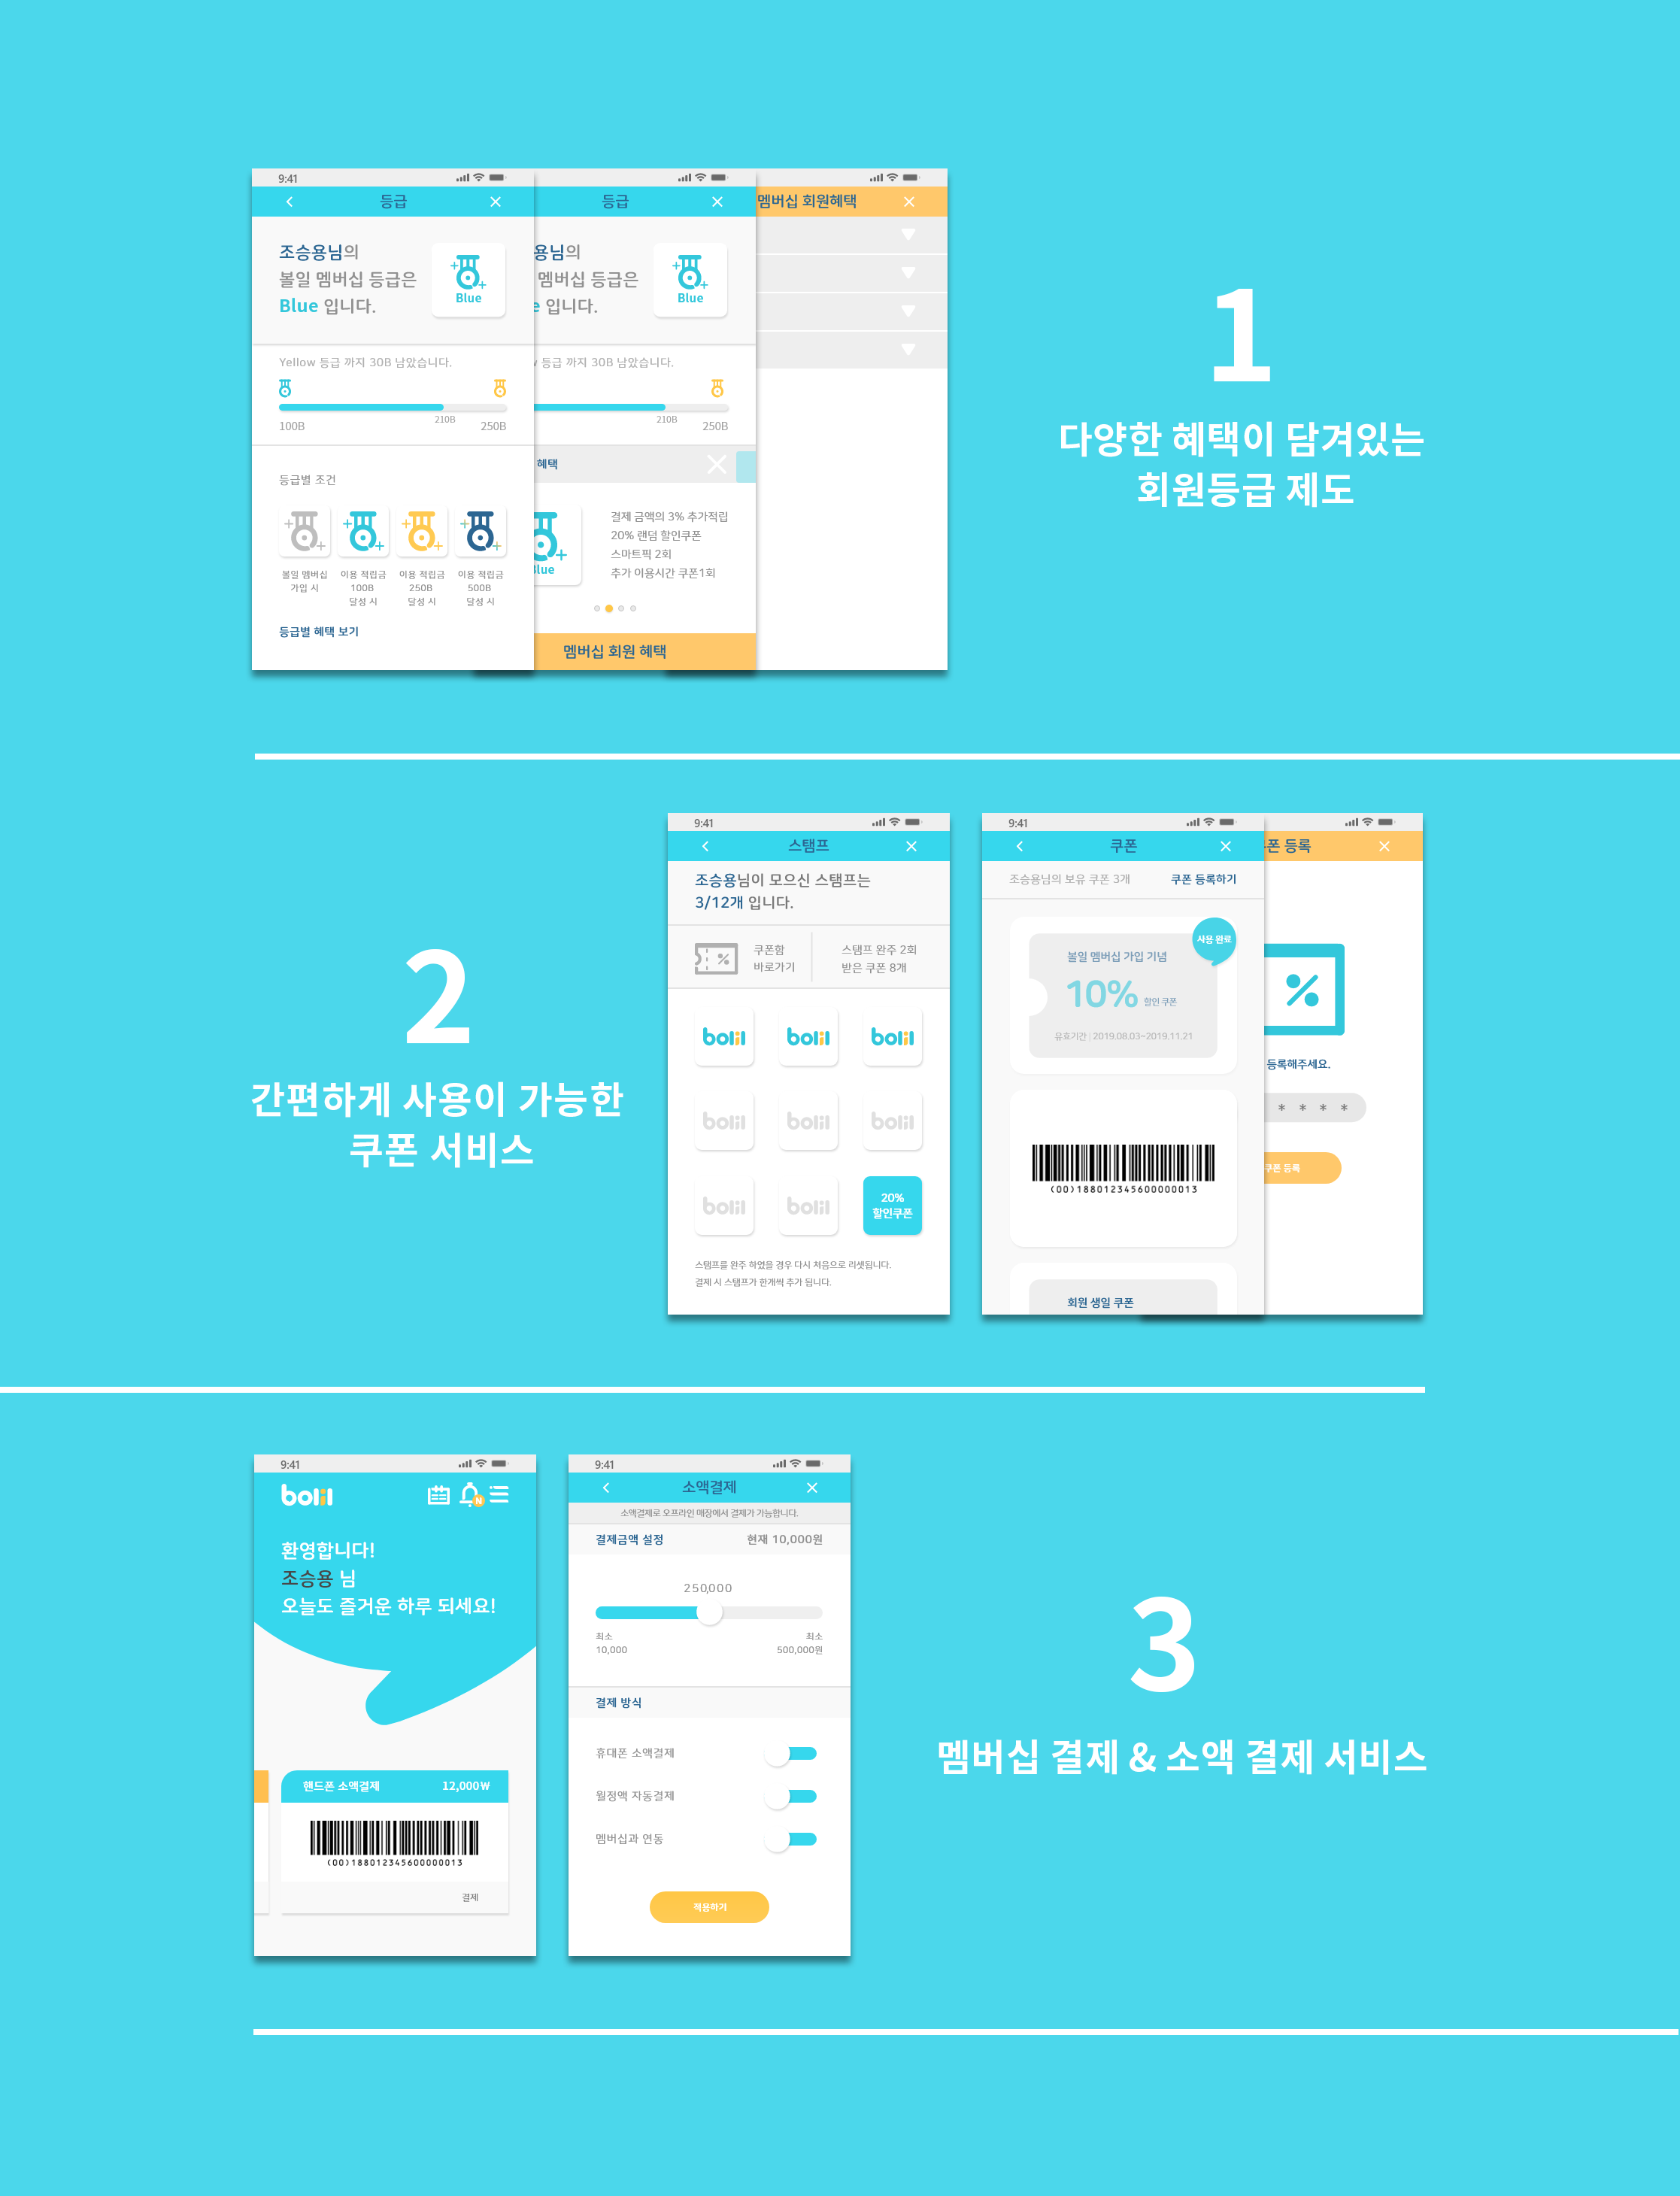 9:41
등급
조승용님의
볼일 멤버십 등급은
Blue 입니다.
Blue
Yellow 등급 까지 30B 남았습니다.
210B
100B
250B
등급별 조건
볼일 멤버십
가입 시
이용 적립금
100B
달성 시
이용 적립금
250B
달성 시
이용 적립금
500B
달성 시
등급별 혜택 보기
등급
용님의
멤버십 등급은
입니다.
Blue
등급 까지 30B 남았습니다.
210B
250B
혜택
결제 금액의 3% 추가적립
20% 랜덤 할인쿠폰
스마트픽 2회
추가 이용시간 쿠폰1회
Blue
멤버십 회원 혜택
멤버십 회원혜택
1
다양한 혜택이 담겨있는
회원등급 제도
2
간편하게 사용이 가능한
쿠폰 서비스
9:41
스탬프
조승용님이 모으신 스탬프는
3/12개 입니다.
쿠폰함
바로가기
스탬프 완주 2회
받은 쿠폰 8개
bolil bolil bolil
bolil bolil bolil
bolil bolil
20%
할인쿠폰
스탬프를 완주 하였을 경우 다시 처음으로 리셋됩니다.
결제 시 스탬프가 한개씩 추가 됩니다.
9:41
쿠폰
조승용님의 보유 쿠폰 3개
쿠폰 등록하기
사용 완료
볼일 멤버십 가입 기념
10% 할인 쿠폰
유효기간 | 2019.08.03~2019.11.21
(00)188012345600000013
회원 생일 쿠폰
폰 등록
등록해주세요.
* * * *
쿠폰 등록
9:41
bolil
N
환영합니다!
조승용 님
오늘도 즐거운 하루 되세요!
핸드폰 소액결제
12,000₩
(00)188012345600000013
결제
9:41
소액결제
소액결제로 오프라인 매장에서 결제가 가능합니다.
결제금액 설정
현재 10,000원
250,000
최소
10,000
최소
500,000원
결제 방식
휴대폰 소액결제
월정액 자동결제
멤버십과 연동
적용하기
3
멤버십 결제 & 소액 결제 서비스